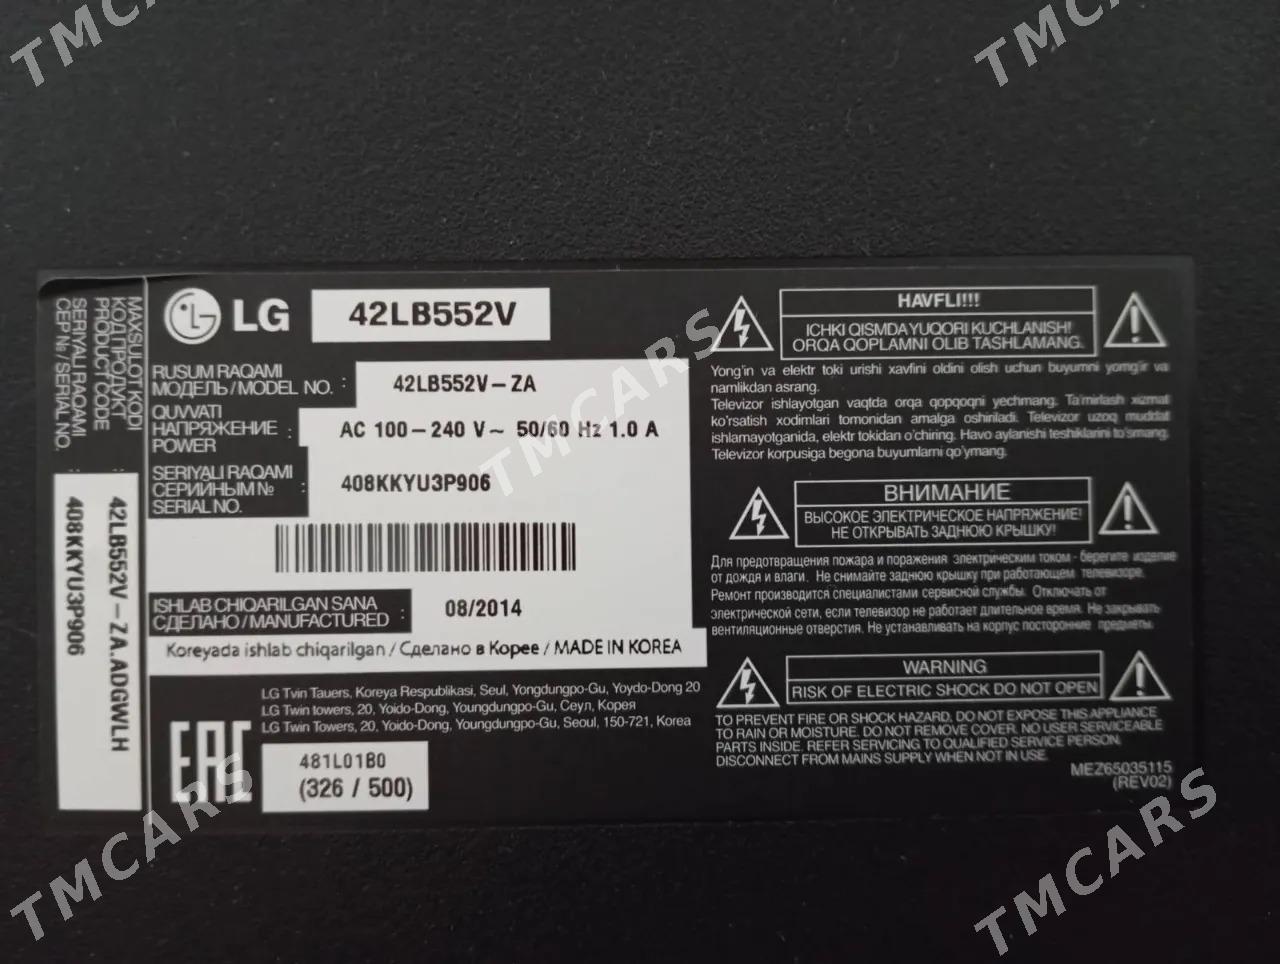 TMCARS
TMCARS
MAXSULOT KODI
КОД ПРОДУКТ
PRODUCT CODE
SERIYALI RAQAMI
СЕР№ / SERIAL NO.
42LB552V-ZA.ADGWLH
408KKYU3P906
LG
42LB552V
RUSUM RAQAMI
МОДЕЛЬ / MODEL NO. :
42LB552V-ZA
QUVVATI
НАПРЯЖЕНИЕ :
POWER
AC 100-240 V~ 50/60 Hz 1.0 A
SERIYALI RAQAMI
СЕРИЙНЫМ№ :
SERIAL NO.
408KKYU3P906
ISHLAB CHIQARILGAN SANA
СДЕЛАНО / MANUFACTURED :
08/2014
Koreyada ishlab chiqarilgan / Сделано в Корее / MADE IN KOREA
LG Tvin Tauers, Koreya Respublikasi, Seul, Yongdungpo-Gu, Yoydo-Dong 20
LG Twin towers, 20, Yoido-Dong, Youngdungpo-Gu, Сеул, Корея
LG Twin Towers, 20, Yoido-Dong, Youngdungpo-Gu, Seoul, 150-721, Korea
EAC
481L01B0
(326 / 500)
HAVFLI!!!
ICHKI QISMDA YUQORI KUCHLANISH!
ORQA QOPLAMNI OLIB TASHLAMANG.
Yong'in va elektr toki urishi xavfini oldini olish uchun buyumni yomg'ir va
namlikdan asrang.
Televizor ishlayotgan vaqtda orqa qopqoqni yechmang. Ta'mirlash xizmat
ko'rsatish xodimlari tomonidan amalga oshiriladi. Televizor uzoq muddat
ishlamayotganida, elektr tokidan o'chiring. Havo aylanishi teshiklarini to'smang.
Televizor korpusiga begona buyumlarni qo'ymang.
ВНИМАНИЕ
ВЫСОКОЕ ЭЛЕКТРИЧЕСКОЕ НАПРЯЖЕНИЕ!
НЕ ОТКРЫВАТЬ ЗАДНЮЮ КРЫШКУ!
Для предотвращения пожара и поражения электрическим током - берегите изделие
от дождя и влаги. Не снимайте заднюю крышку при работающем телевизоре.
Ремонт производится специалистами сервисной службы. Отключать от
электрической сети, если телевизор не работает длительное время. Не закрывать
вентиляционные отверстия. Не устанавливать на корпус посторонние предметы.
WARNING
RISK OF ELECTRIC SHOCK DO NOT OPEN
TO PREVENT FIRE OR SHOCK HAZARD, DO NOT EXPOSE THIS APPLIANCE
TO RAIN OR MOISTURE. DO NOT REMOVE COVER. NO USER SERVICEABLE
PARTS INSIDE. REFER SERVICING TO QUALIFIED SERVICE PERSON.
DISCONNECT FROM MAINS SUPPLY WHEN NOT IN USE.
MEZ65035115
(REV02)
TMCARS
TMCARS
TMCARS